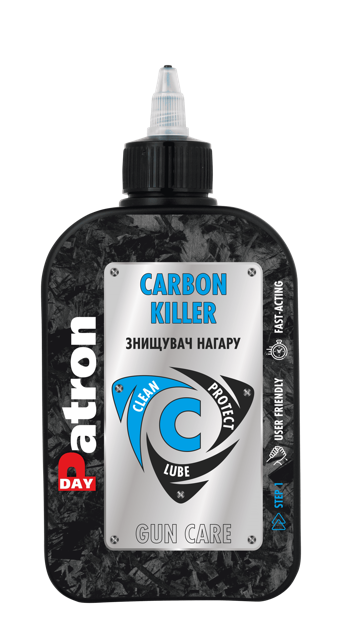 CARBON
KILLER
ЗНИЩУВАЧ НАГАРУ
CLEAN
PROTECT
LUBE
C
GUN CARE
Patron
DAY
STEP 1
USER FRIENDLY
FAST-ACTING